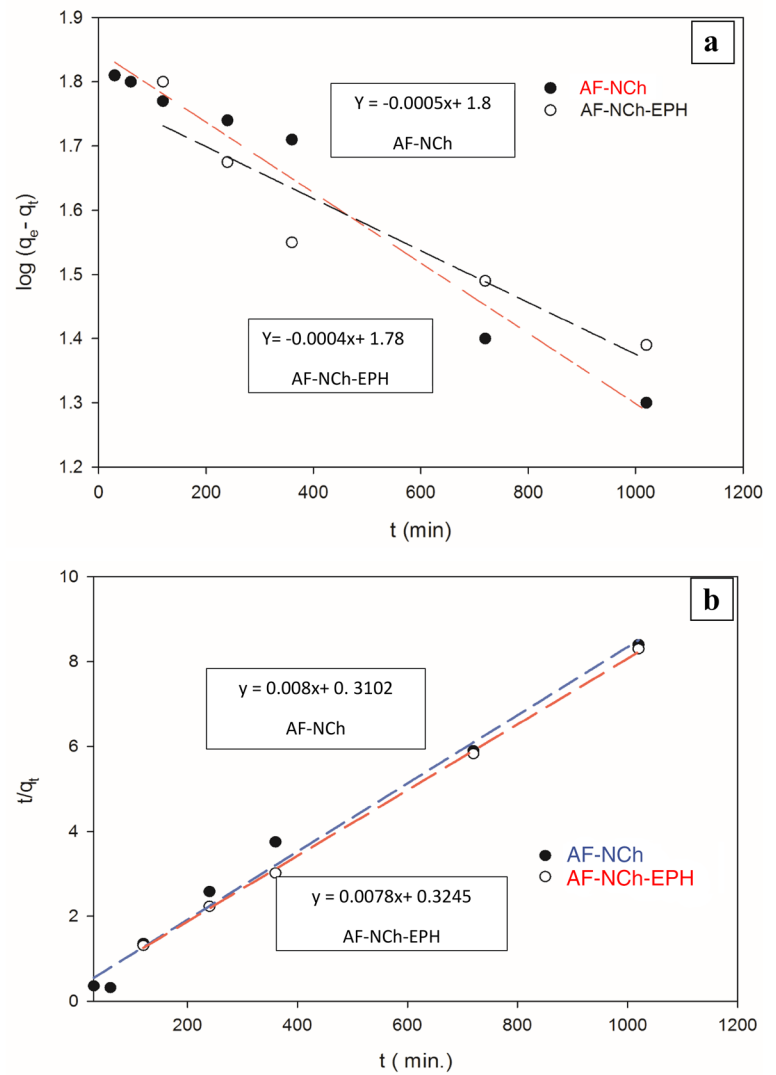 a
1.9
1.8
1.7
1.6
1.5
1.4
1.3
1.2
log (qe - qt)
Y = -0.0005x+ 1.8
AF-NCh
AF-NCh
AF-NCh-EPH
Y= -0.0004x+ 1.78
AF-NCh-EPH
0 200 400 600 800 1000 1200
t (min)
b
10
8
6
4
2
0
t/qt
y = 0.008x+ 0. 3102
AF-NCh
AF-NCh
AF-NCh-EPH
y = 0.0078x+ 0.3245
AF-NCh-EPH
200 400 600 800 1000 1200
t ( min.)